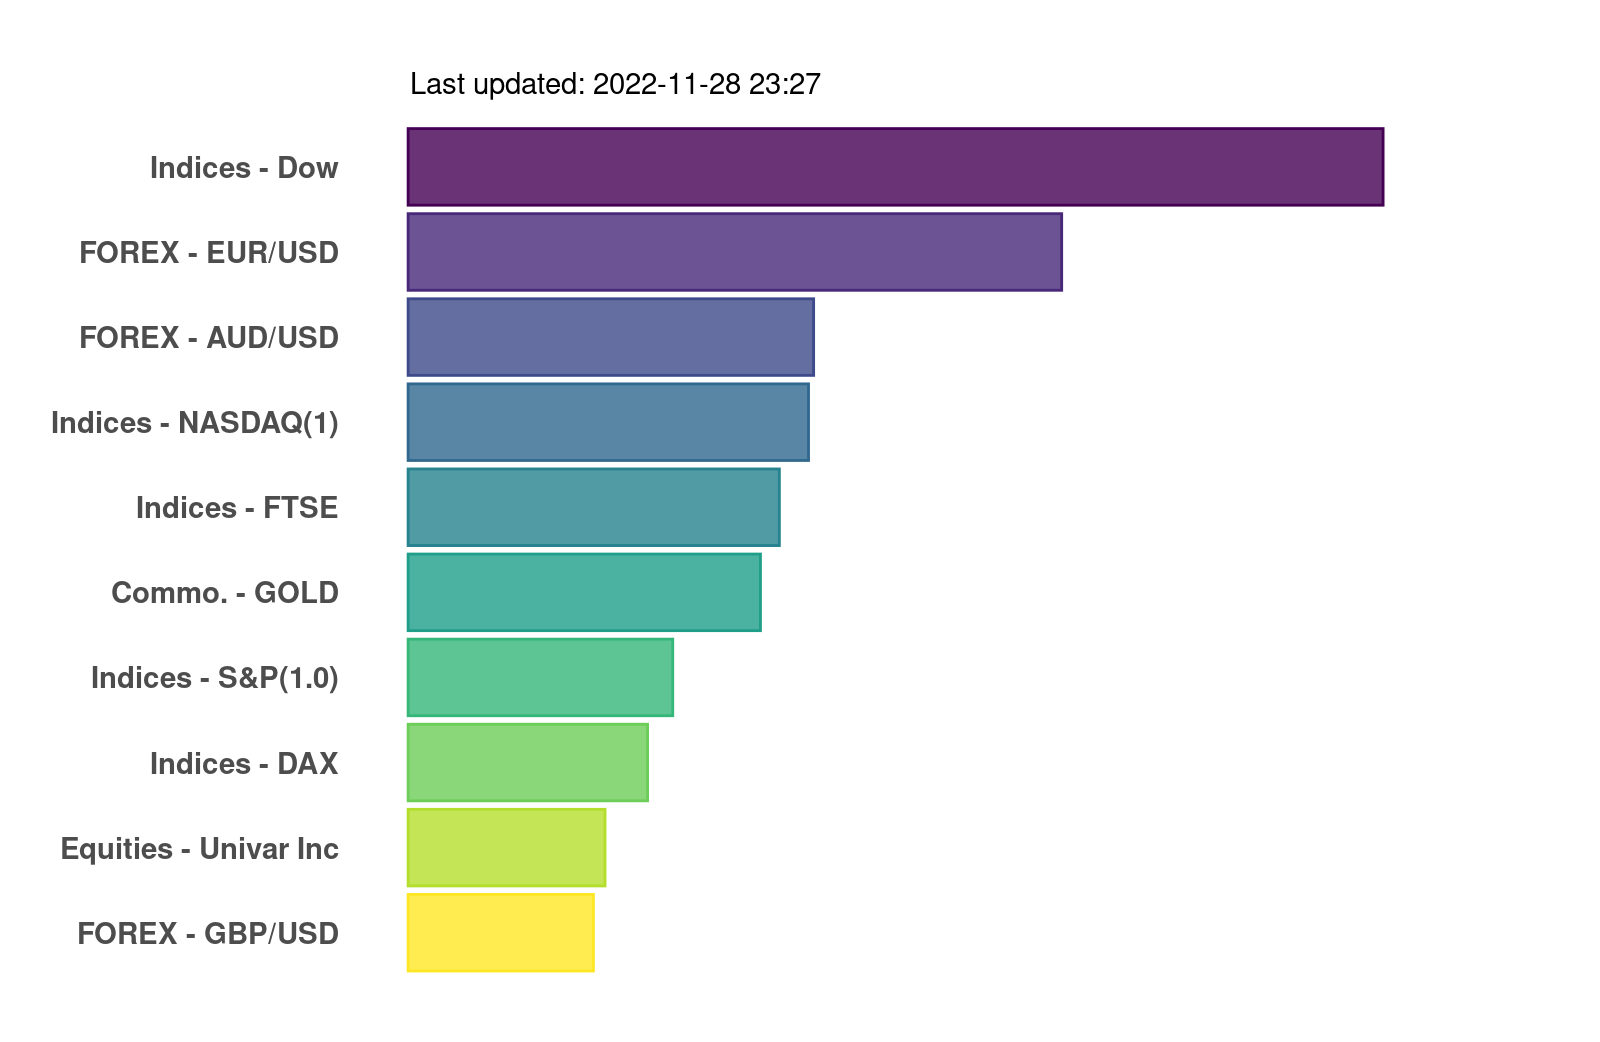 Last updated: 2022-11-28 23:27
Indices - Dow
FOREX - EUR/USD
FOREX - AUD/USD
Indices - NASDAQ(1)
Indices - FTSE
Commo. - GOLD
Indices - S&P(1.0)
Indices - DAX
Equities - Univar Inc
FOREX - GBP/USD